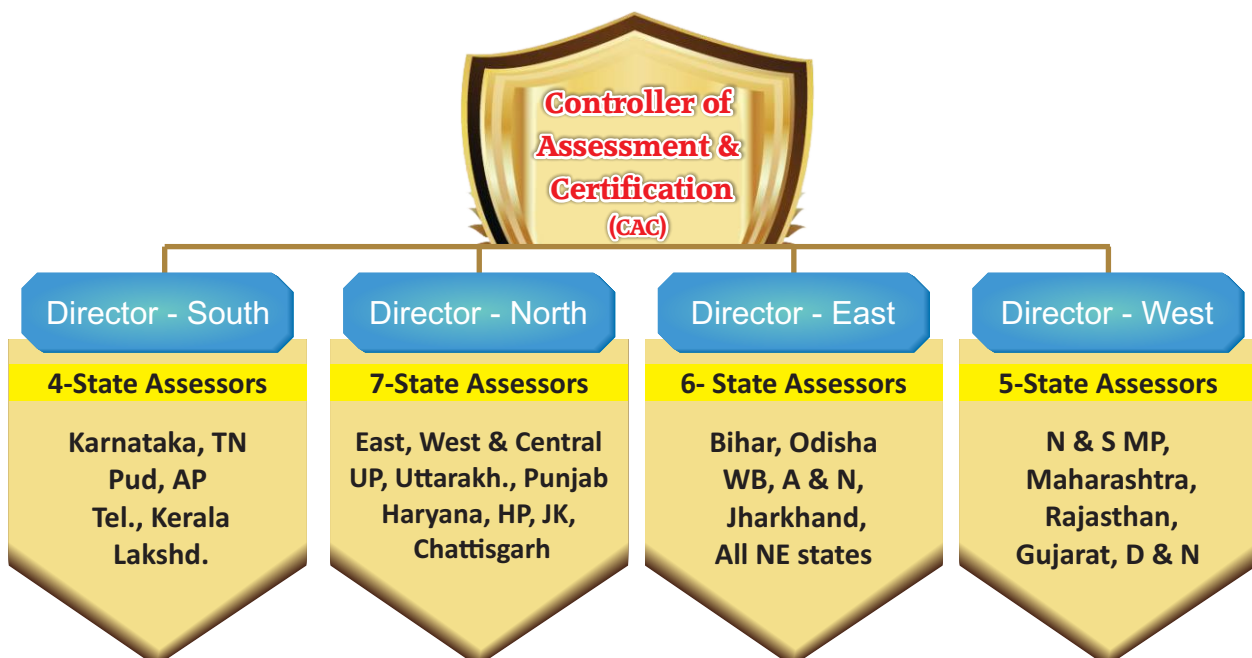 Controller of
Assessment &
Certification
(CAC)
Director - South
4-State Assessors
Karnataka, TN
Pud, AP
Tel., Kerala
Lakshd.
Director - North
7-State Assessors
East, West & Central
UP, Uttarakh., Punjab
Haryana, HP, JK,
Chattisgarh
Director - East
6- State Assessors
Bihar, Odisha
WB, A & N,
Jharkhand,
All NE states
Director - West
5-State Assessors
N & S MP,
Maharashtra,
Rajasthan,
Gujarat, D & N